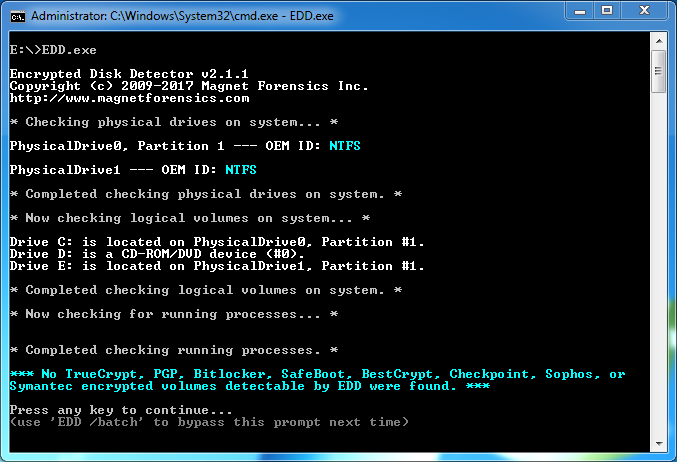 Administrator: C:\Windows\System32\cmd.exe - EDD.exe
E:\>EDD.exe
Encrypted Disk Detector v2.1.1
Copyright (c) 2009-2017 Magnet Forensics Inc.
http://www.magnetforensics.com
* Checking physical drives on system... *
PhysicalDrive0, Partition 1 --- OEM ID: NTFS
PhysicalDrive1 --- OEM ID: NTFS
* Completed checking physical drives on system. *
* Now checking logical volumes on system... *
Drive C: is located on PhysicalDrive0, Partition #1.
Drive D: is a CD-ROM/DVD device (#0).
Drive E: is located on PhysicalDrive1, Partition #1.
* Completed checking logical volumes on system. *
* Now checking for running processes... *
* Completed checking running processes. *
*** No TrueCrypt, PGP, Bitlocker, SafeBoot, BestCrypt, Checkpoint, Sophos, or
Symantec encrypted volumes detectable by EDD were found. ***
Press any key to continue...
(use 'EDD /batch' to bypass this prompt next time)